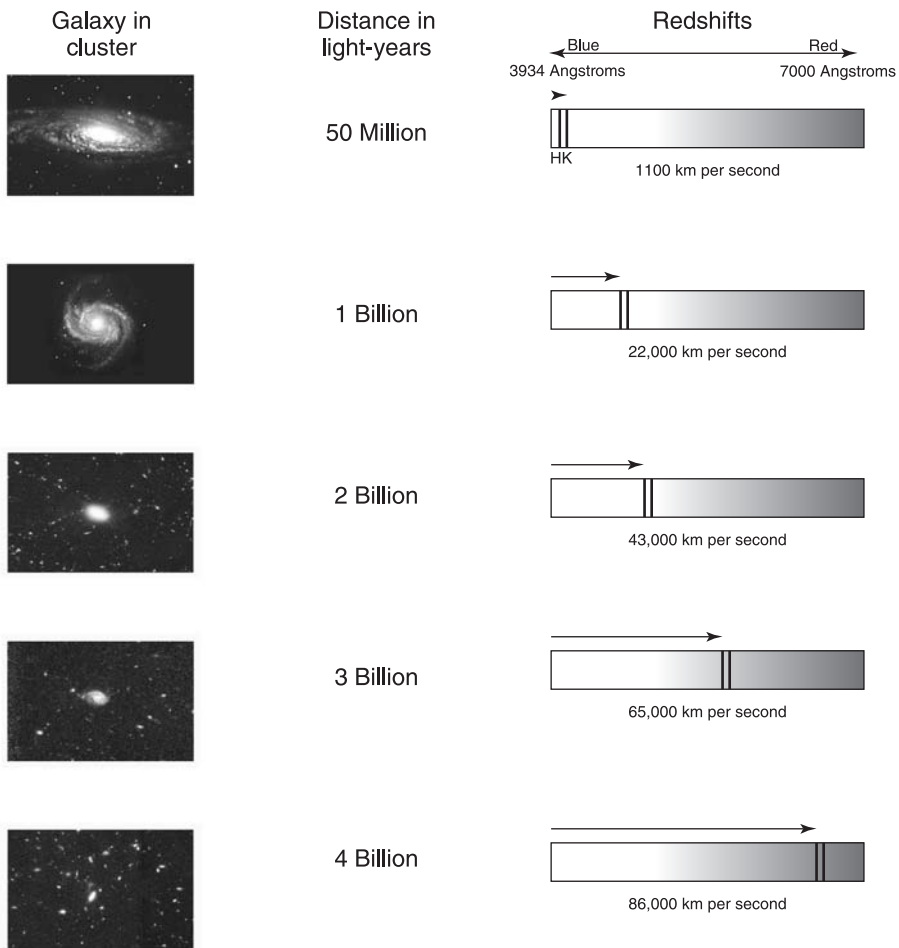 Galaxy in
cluster
Distance in
light-years
Redshifts
Blue
Red
3934 Angstroms
7000 Angstroms
50 Million
HK
1100 km per second
1 Billion
22,000 km per second
2 Billion
43,000 km per second
3 Billion
65,000 km per second
4 Billion
86,000 km per second